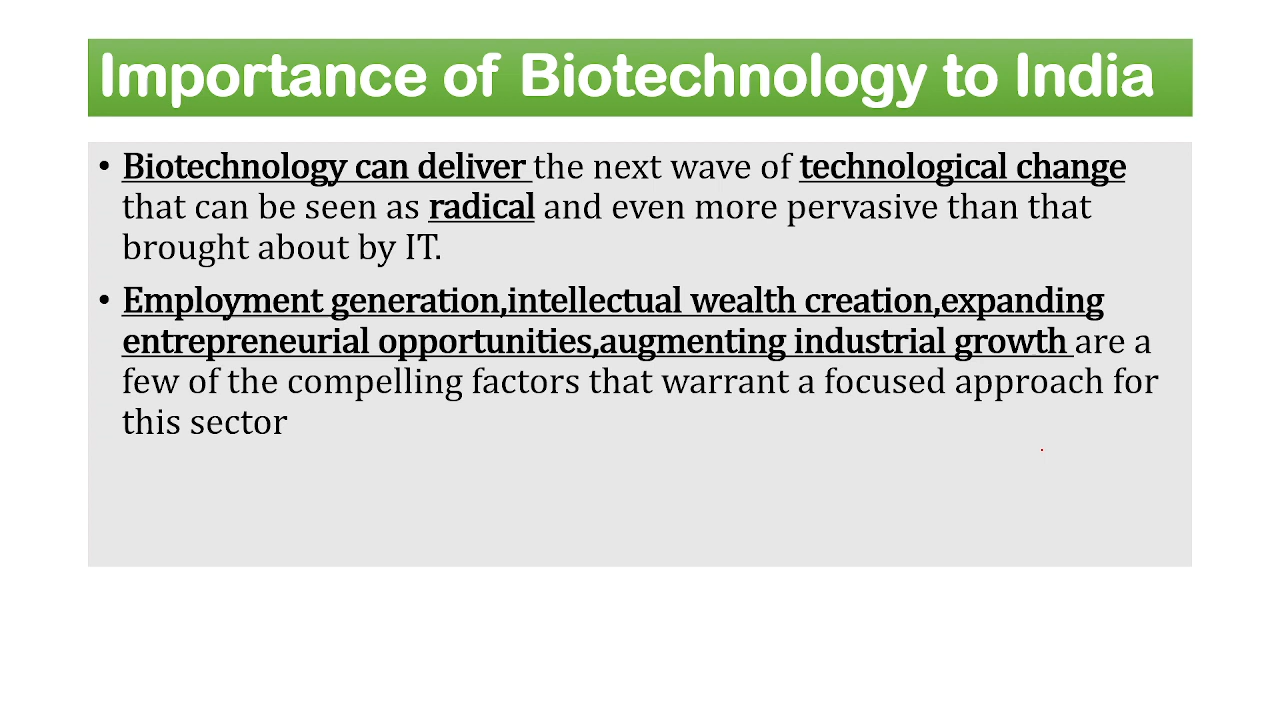 Importance of Biotechnology to India
• Biotechnology can deliver the next wave of technological change
that can be seen as radical and even more pervasive than that
brought about by IT.
• Employment generation,intellectual wealth creation,expanding
entrepreneurial opportunities,augmenting industrial growth are a
few of the compelling factors that warrant a focused approach for
this sector